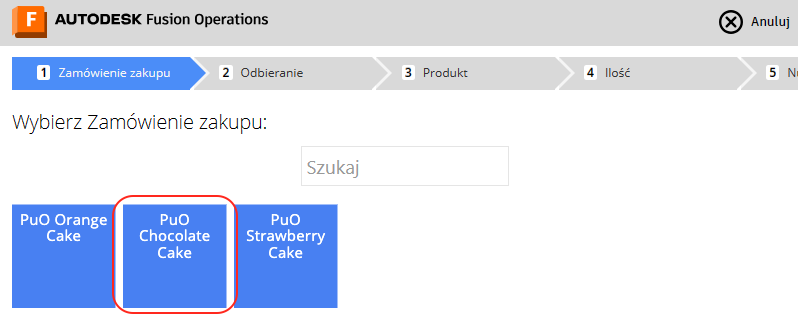 F AUTODESK Fusion Operations
Anuluj
1 Zamówienie zakupu
2 Odbieranie
3 Produkt
4 Ilość
5
Wybierz Zamówienie zakupu:
Szukaj
PuO Orange
Cake
PuO
Chocolate
Cake
PuO
Strawberry
Cake